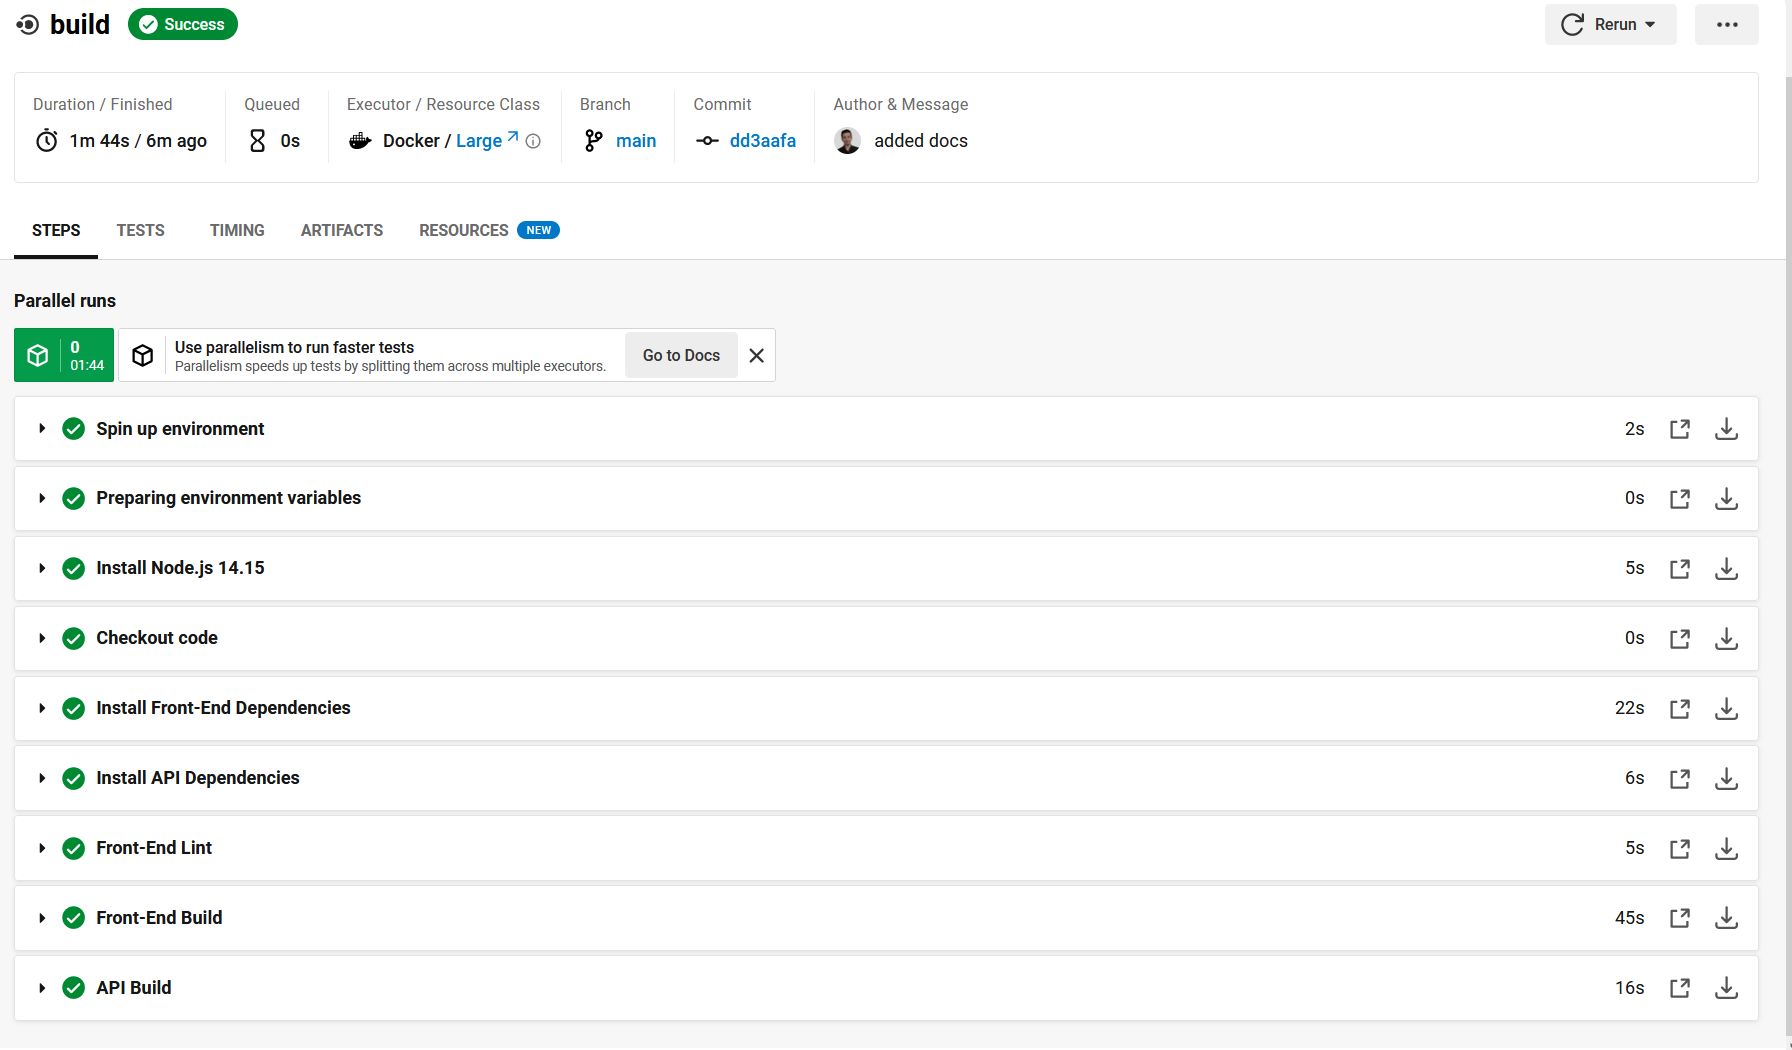 build Success Rerun
Duration / Finished Queued Executor / Resource Class Branch Commit Author & Message
1m 44s / 6m ago 0s Docker / Large main dd3aafa added docs
STEPS TESTS TIMING ARTIFACTS RESOURCES NEW
Parallel runs
0
01:44
Use parallelism to run faster tests
Parallelism speeds up tests by splitting them across multiple executors.
Go to Docs
Spin up environment 2s
Preparing environment variables 0s
Install Node.js 14.15 5s
Checkout code 0s
Install Front-End Dependencies 22s
Install API Dependencies 6s
Front-End Lint 5s
Front-End Build 45s
API Build 16s